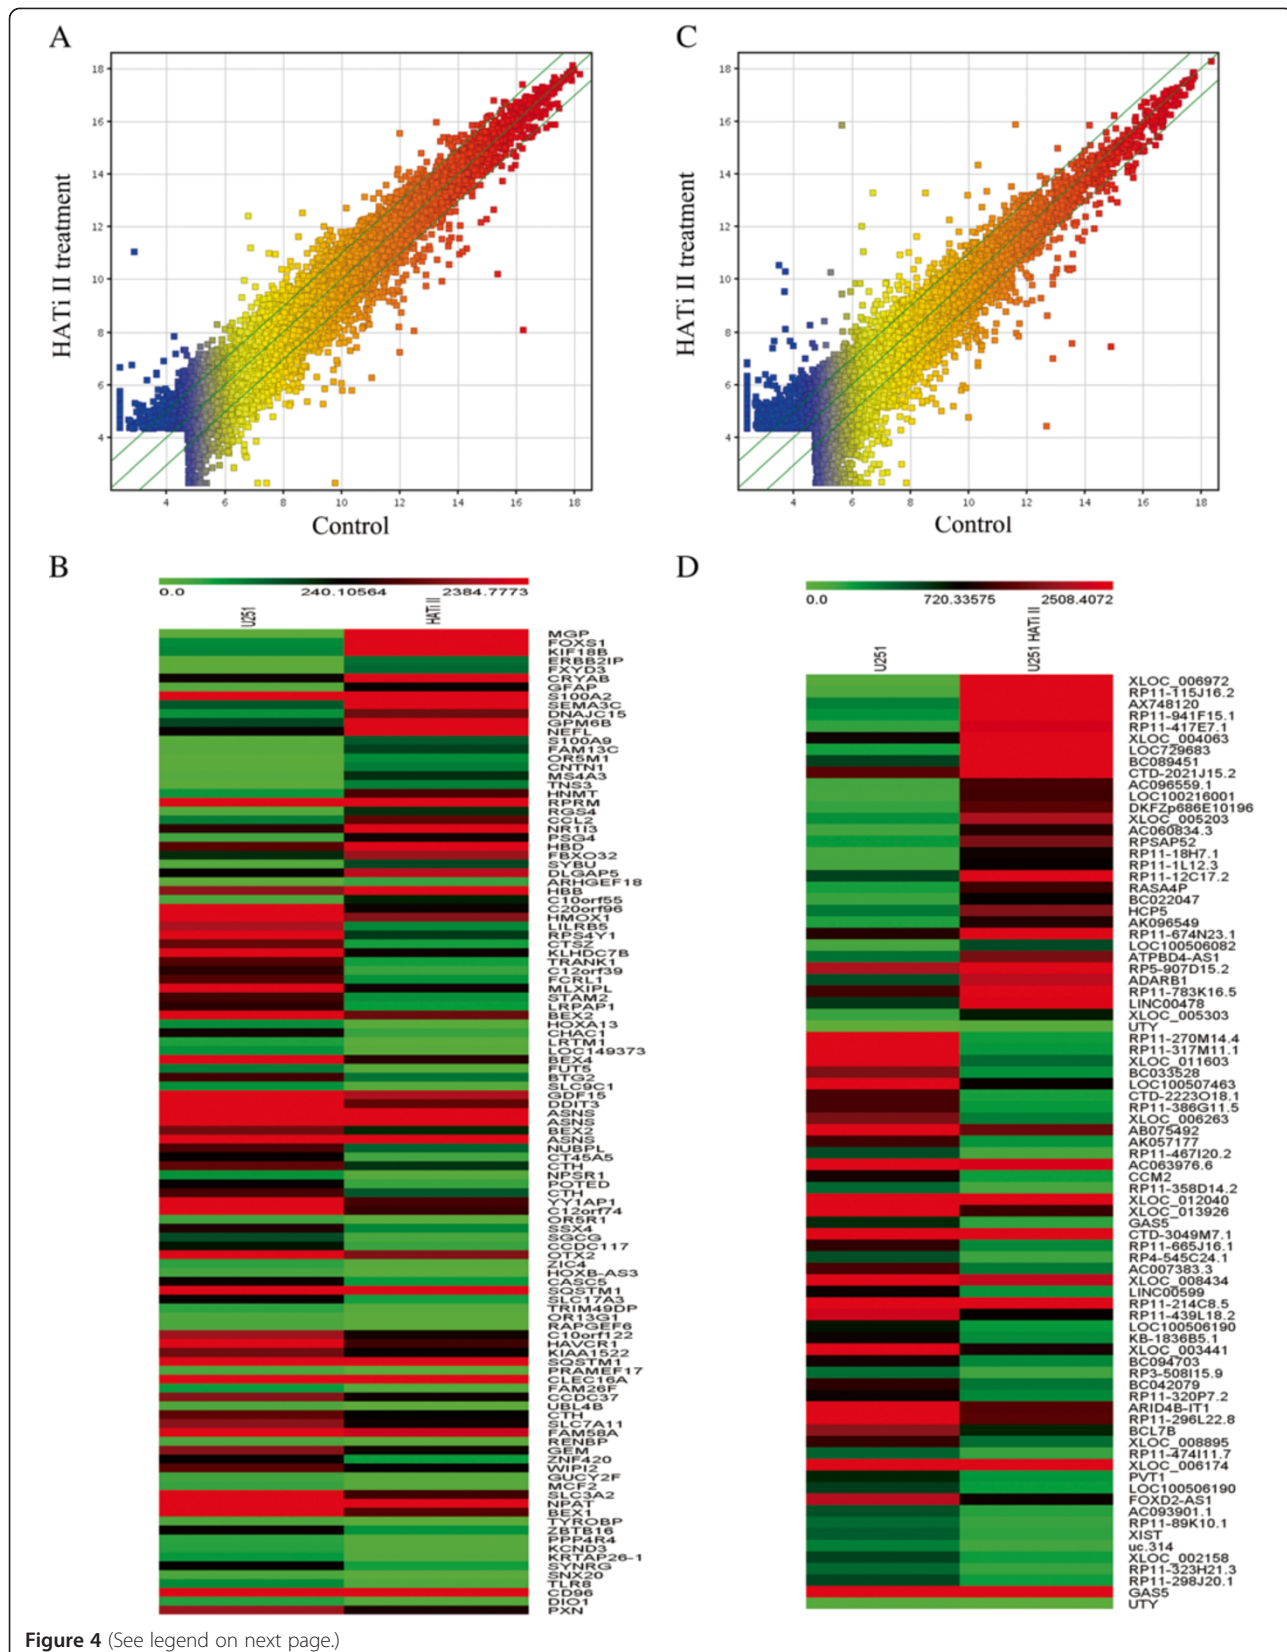 A
18
16
14
12
10
8
6
4
HATi II treatment
4 6 8 10 12 14 16 18
Control
C
18
16
14
12
10
8
6
4
HATi II treatment
4 6 8 10 12 14 16 18
Control
B
0.0 240.10564 2384.7773
U251 HATi II
MGP
FOXS1
KIF18B
ERBB2IP
FXYD3
CRYAB
GFAP
S100A2
SEMA3C
DNAJC15
GPM6B
NEFL
S100A9
FAM13C
OR5M1
CNTN1
MS4A3
TNS3
HNMT
RPRM
RGS4
CCL2
NR1I3
PSG4
HBD
FBXO32
SYBU
DLGAP5
ARHGEF18
HBB
C10orf55
C20orf96
HMOX1
LILRB5
RPS4Y1
CTSZ
KLHDC7B
TRANK1
C12orf39
FCRL1
MLXIPL
STAM2
LRPAP1
BEX2
HOXA13
CHAC1
LRTM1
LOC149373
BEX4
FUT5
BTG2
SLC9C1
GDF15
DDIT3
ASNS
ASNS
BEX2
ASNS
NUBPL
CT45A5
CTH
NPSR1
POTED
CTH
YY1AP1
C12orf74
OR5R1
SSX4
SGCG
CCDC117
OTX2
ZIC4
HOXB-AS3
CASC5
SQSTM1
SLC17A3
TRIM49DP
OR13G1
RAPGEF6
C10orf122
HAVCR1
KIAA1522
SQSTM1
PRAMEF17
CLEC16A
FAM26F
CCDC37
UBL4B
CTH
SLC7A11
FAM58A
RENBP
GEM
ZNF420
WIPI2
GUCY2F
MCF2
SLC3A2
NPAT
BEX1
TYROBP
ZBTB16
PPP4R4
KCND3
KRTAP26-1
SYNRG
SNX20
TLR8
CD96
DIO1
PXN
D
0.0 720.33575 2508.4072
U251 U251 HATi II
XLOC_006972
RP11-115J16.2
AX748120
RP11-941F15.1
RP11-417E7.1
XLOC_004063
LOC729683
BC089451
CTD-2021J15.2
AC096559.1
LOC100216001
DKFZp686E10196
XLOC_005203
AC060834.3
RPSAP52
RP11-18H7.1
RP11-1L12.3
RP11-12C17.2
RASA4P
BC022047
HCP5
AK096549
RP11-674N23.1
LOC100506082
ATPBD4-AS1
RP5-907D15.2
ADARB1
RP11-783K16.5
LINC00478
XLOC_005303
UTY
RP11-270M14.4
RP11-317M11.1
XLOC_011603
BC033528
LOC100507463
CTD-2223O18.1
RP11-386G11.5
XLOC_006263
AB075492
AK057177
RP11-467I20.2
AC063976.6
CCM2
RP11-358D14.2
XLOC_012040
XLOC_013926
GAS5
CTD-3049M7.1
RP11-665J16.1
RP4-545C24.1
AC007383.3
XLOC_008434
LINC00599
RP11-214C8.5
RP11-439L18.2
LOC100506190
KB-1836B5.1
XLOC_003441
BC094703
RP3-508I15.9
BC042079
RP11-320P7.2
ARID4B-IT1
RP11-296L22.8
BCL7B
XLOC_008895
RP11-474I11.7
XLOC_006174
PVT1
LOC100506190
FOXD2-AS1
AC093901.1
RP11-89K10.1
XIST
uc.314
XLOC_002158
RP11-323H21.3
RP11-298J20.1
GAS5
UTY
Figure 4 (See legend on next page.)